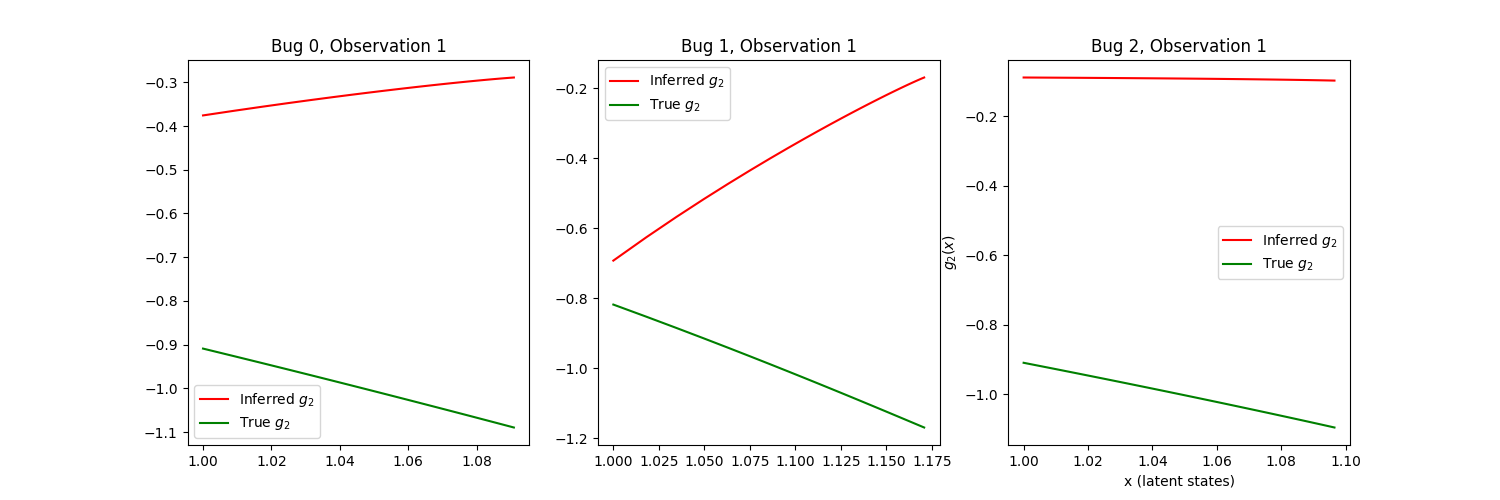 Bug 0, Observation 1
−0.3
−0.4
−0.5
−0.6
−0.7
−0.8
−0.9
−1.0
−1.1
Inferred g₂
True g₂
1.00 1.02 1.04 1.06 1.08
Bug 1, Observation 1
Inferred g₂
True g₂
−0.2
−0.4
−0.6
−0.8
−1.0
−1.2
1.000 1.025 1.050 1.075 1.100 1.125 1.150 1.175
Bug 2, Observation 1
g₂(x)
−0.2
−0.4
−0.6
−0.8
−1.0
Inferred g₂
True g₂
1.00 1.02 1.04 1.06 1.08 1.10
x (latent states)